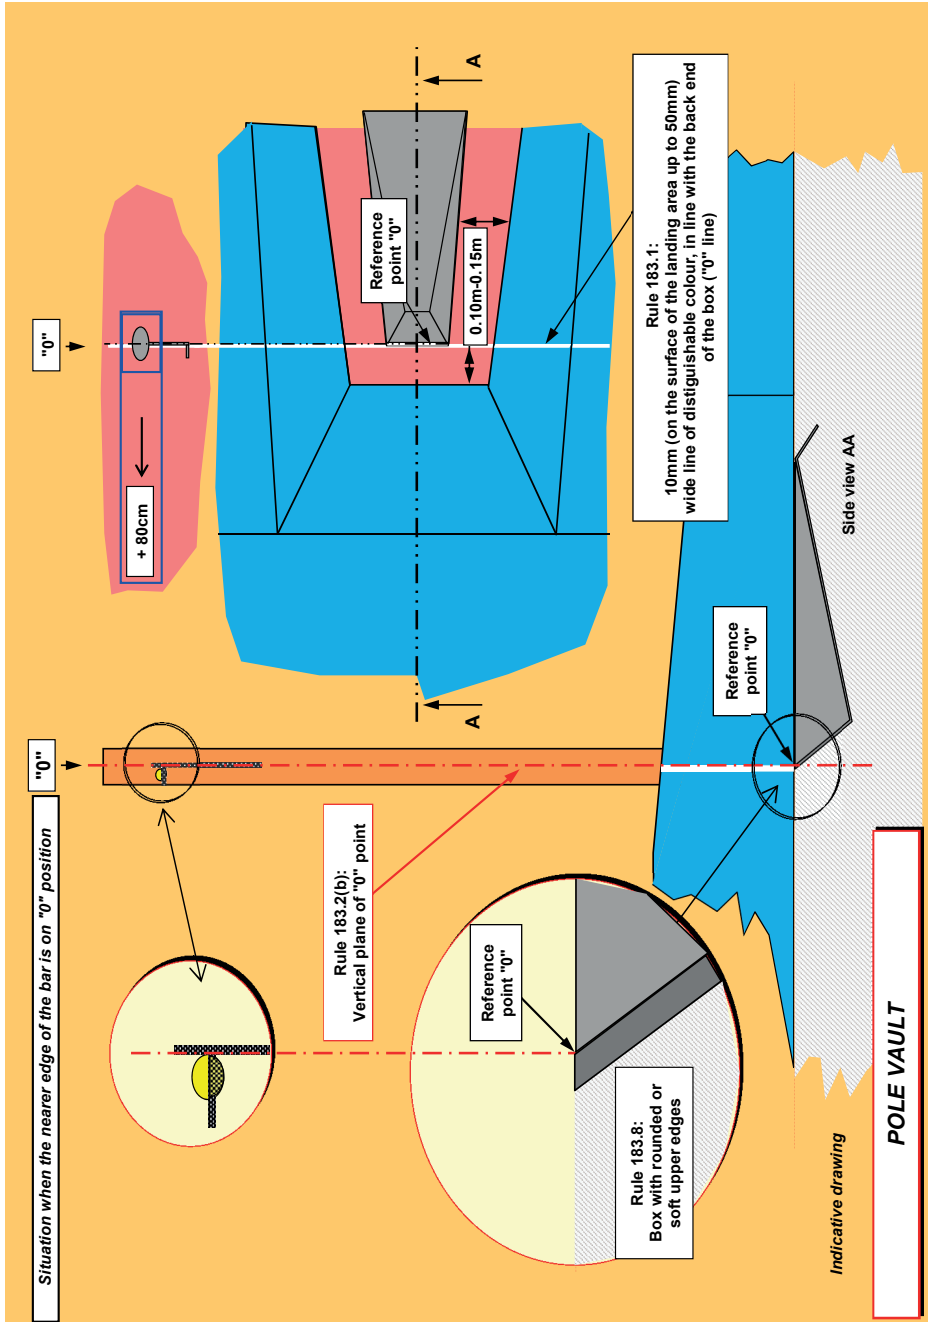 Situation when the nearer edge of the bar is on "0" position
"0"
"0"
+ 80cm
A
A
Reference
point "0"
0.10m-0.15m
Rule 183.2(b):
Vertical plane of "0" point
Rule 183.1:
10mm (on the surface of the landing area up to 50mm)
wide line of distiguishable colour, in line with the back end
of the box ("0" line)
Reference
point "0"
Rule 183.8:
Box with rounded or
soft upper edges
Reference
point "0"
Side view AA
Indicative drawing
POLE VAULT